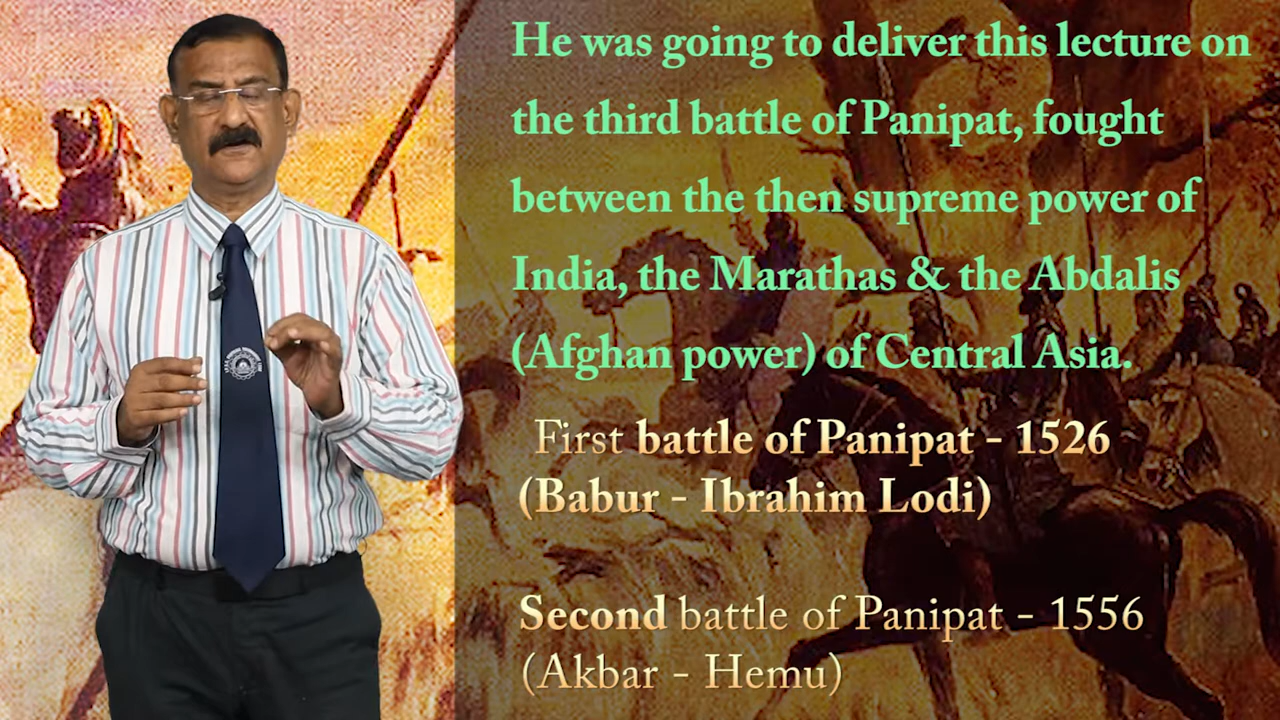 He was going to deliver this lecture on
the third battle of Panipat, fought
between the then supreme power of
India, the Marathas & the Abdalis
(Afghan power) of Central Asia.
First battle of Panipat - 1526
(Babur - Ibrahim Lodi)
Second battle of Panipat - 1556
(Akbar - Hemu)